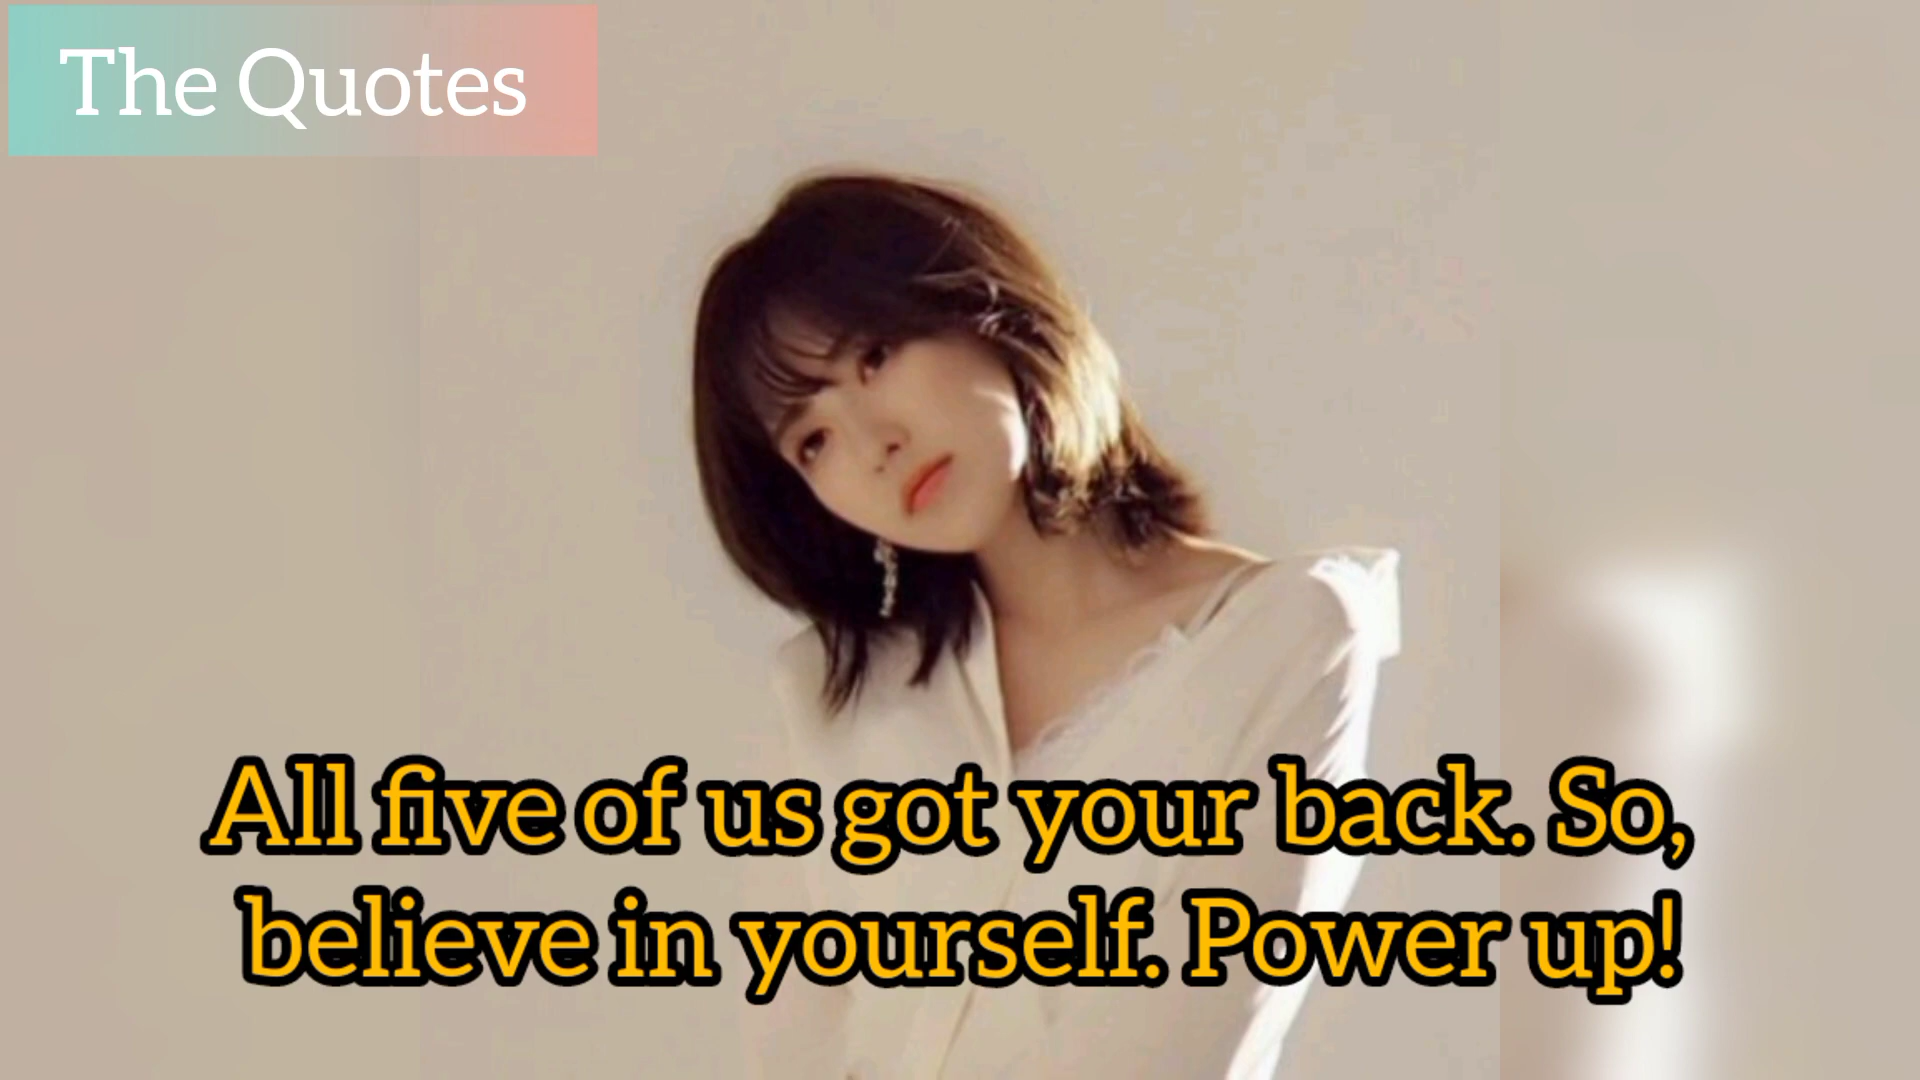 The Quotes
All five of us got your back. So,
believe in yourself. Power up!